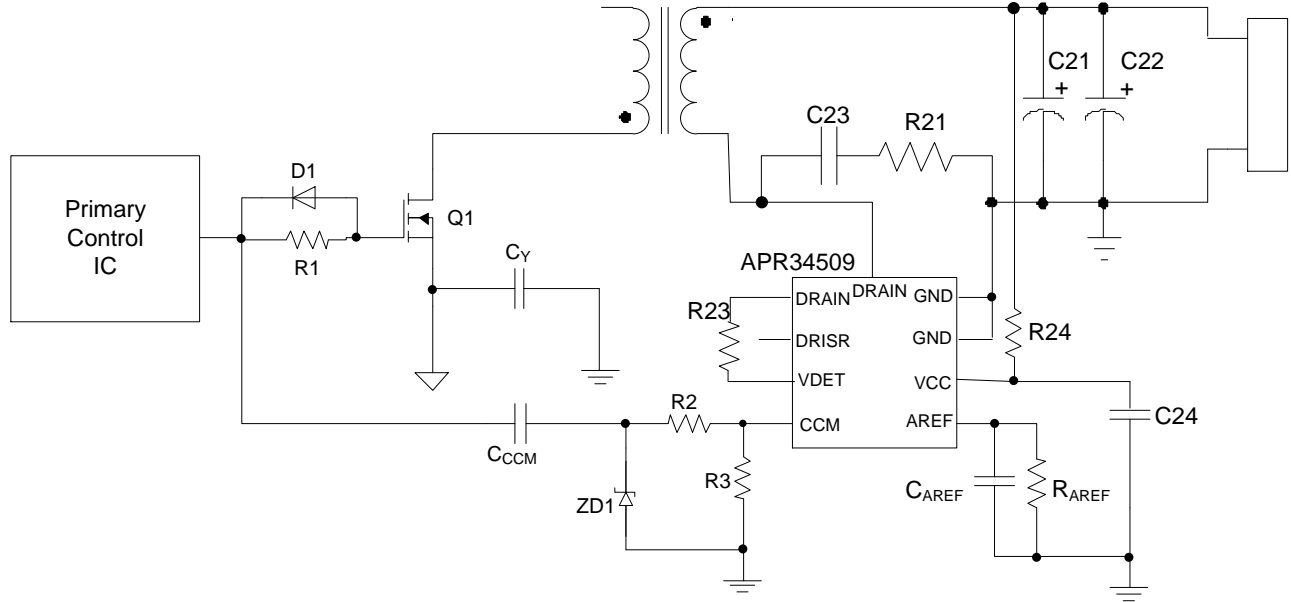 C21
+
C22
+
C23
R21
D1
Primary
Control
IC
R1
Q1
CY
APR34509
DRAIN
DRAIN
GND
R23
DRISR
GND
R24
VDET
VCC
R2
CCM
AREF
C24
CCCM
R3
ZD1
CAREF
RAREF